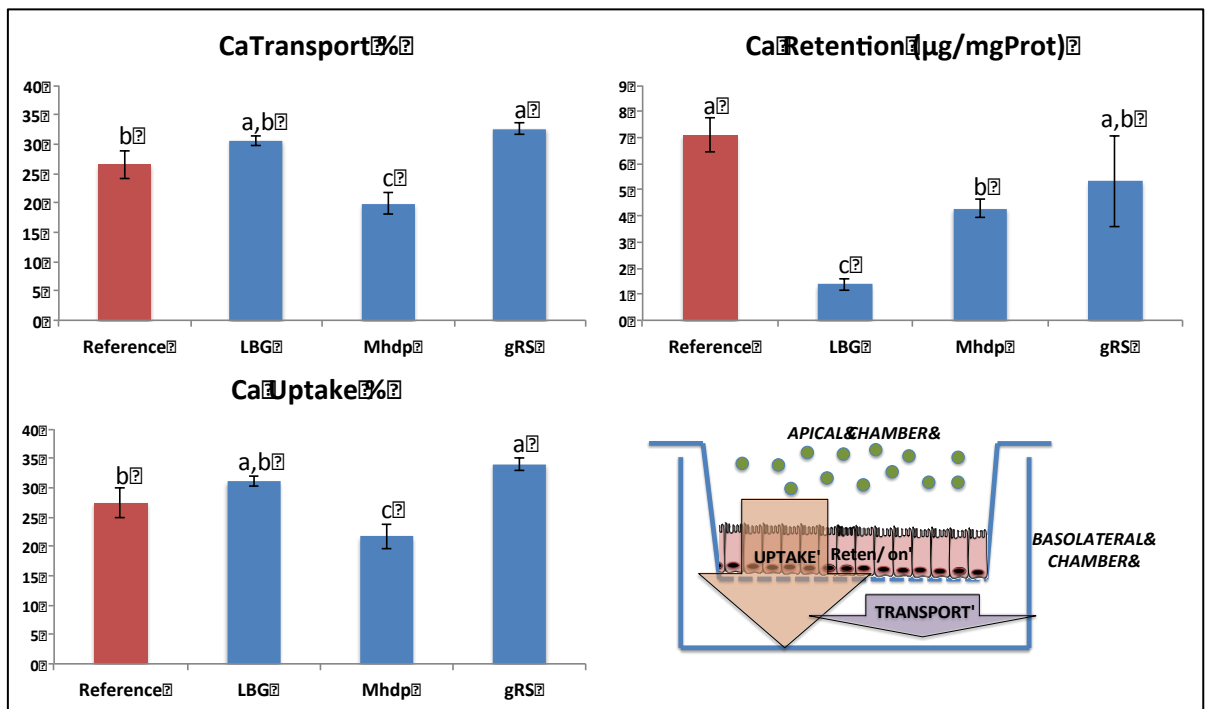 CaTransport�%�
40�
35�
30�
25�
20�
15�
10�
5�
0�
b�
a,b�
c�
a�
Reference�
LBG�
Mhdp�
gRS�
Ca�Retention�(µg/mgProt)�
9�
8�
7�
6�
5�
4�
3�
2�
1�
0�
a�
c�
b�
a,b�
Reference�
LBG�
Mhdp�
gRS�
Ca�Uptake�%�
40�
35�
30�
25�
20�
15�
10�
5�
0�
b�
a,b�
c�
a�
Reference�
LBG�
Mhdp�
gRS�
APICAL&CHAMBER&
UPTAKE'
Reten/on'
TRANSPORT'
BASOLATERAL&
CHAMBER&